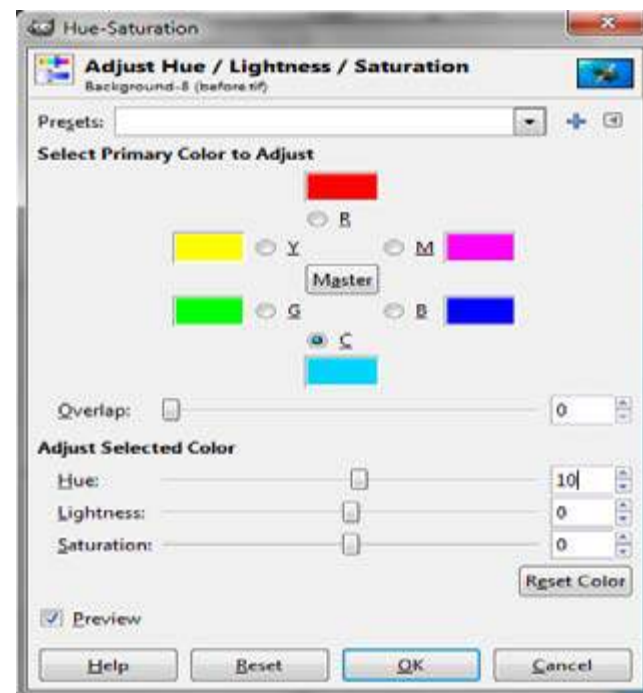 Hue-Saturation
Adjust Hue / Lightness / Saturation
Background-8 (before.tif)
Presets:
Select Primary Color to Adjust
R
Y M
Master
G B
C
Overlap: 0
Adjust Selected Color
Hue: 10
Lightness: 0
Saturation: 0
Reset Color
Preview
Help Reset OK Cancel